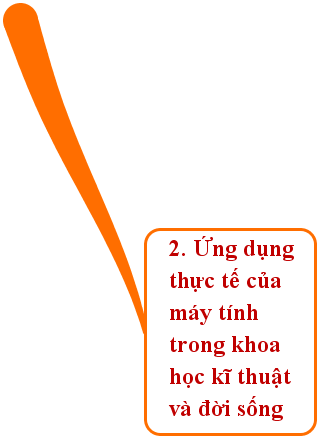 2. Ứng dụng
thực tế của
máy tính
trong khoa
học kĩ thuật
và đời sống